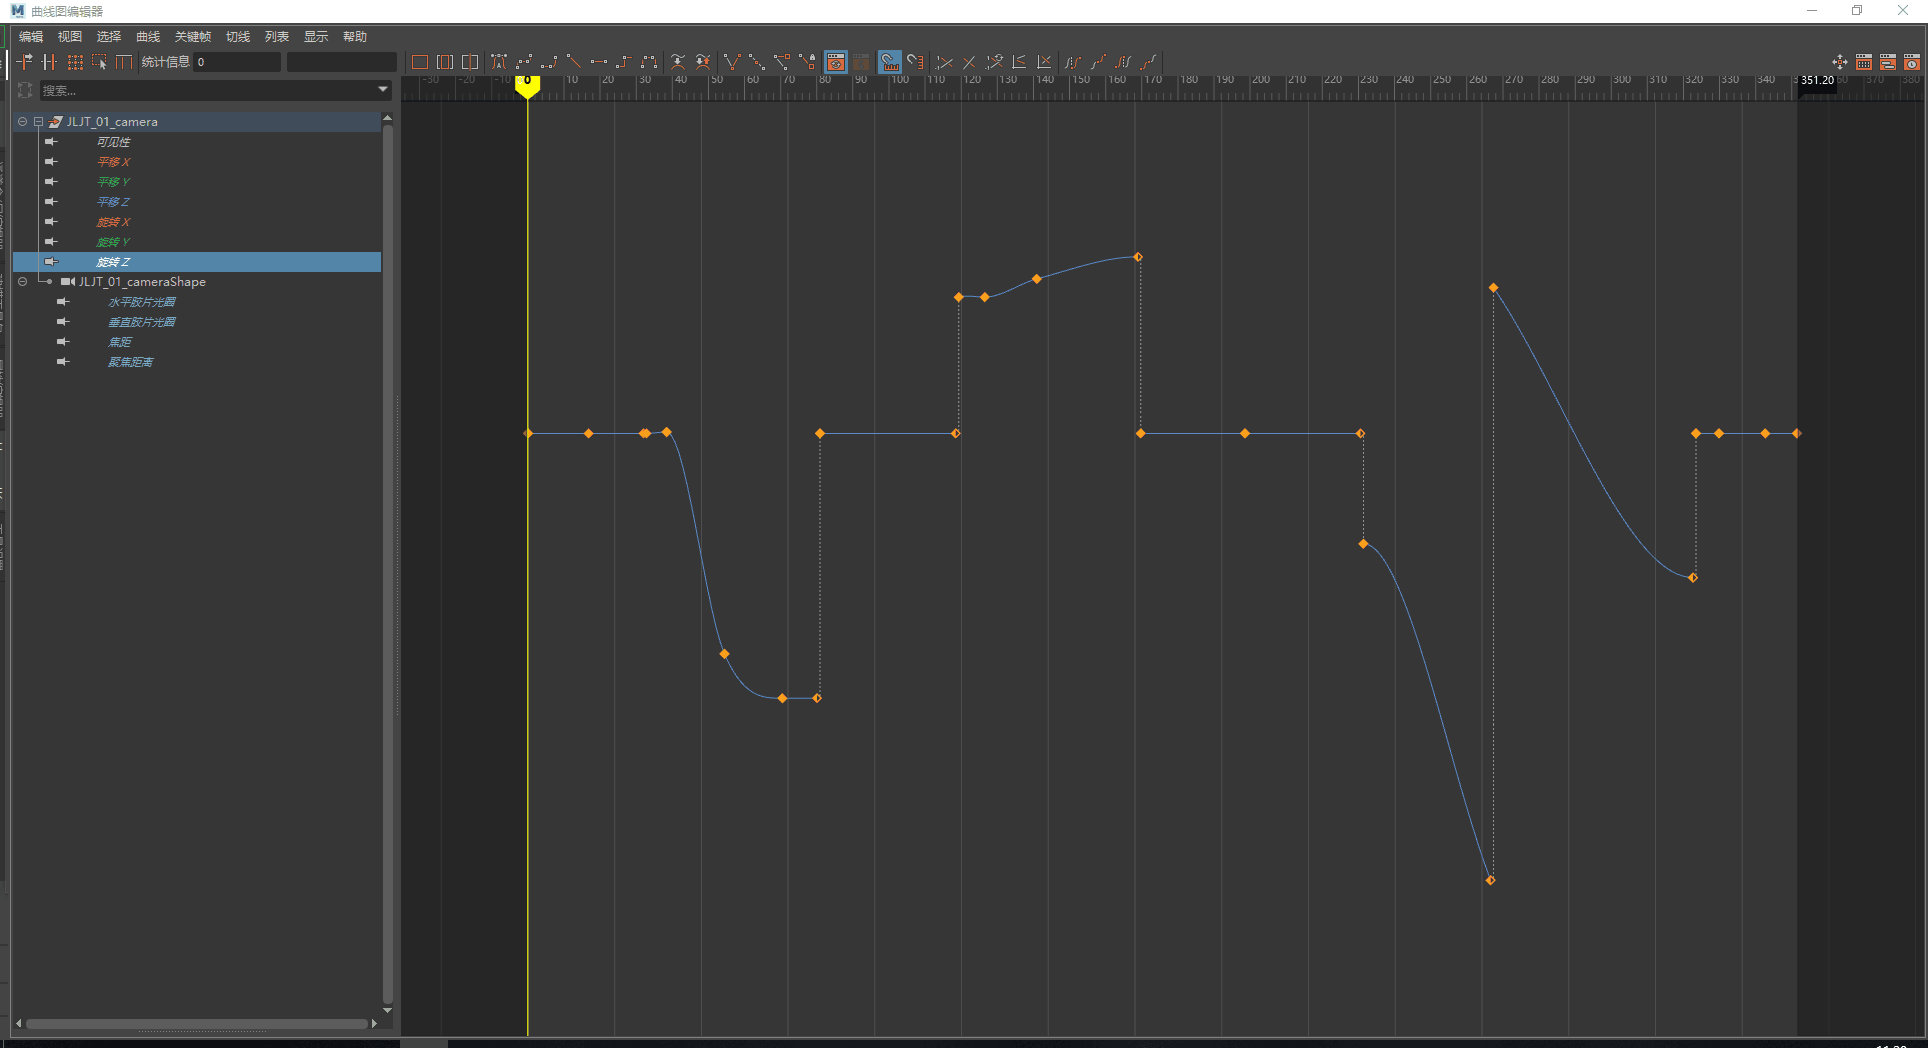 曲线图编辑器
编辑 视图 选择 曲线 关键帧 切线 列表 显示 帮助
统计信息 0
搜索...
-30 -20 -10 0 10 20 30 40 50 60 70 80 90 100 110 120 130 140 150 160 170 180 190 200 210 220 230 240 250 260 270 280 290 300 310 320 330 340 351.20 370 380
JLJT_01_camera
可见性
平移 X
平移 Y
平移 Z
旋转 X
旋转 Y
旋转 Z
JLJT_01_cameraShape
水平胶片光圈
垂直胶片光圈
焦距
聚焦距离